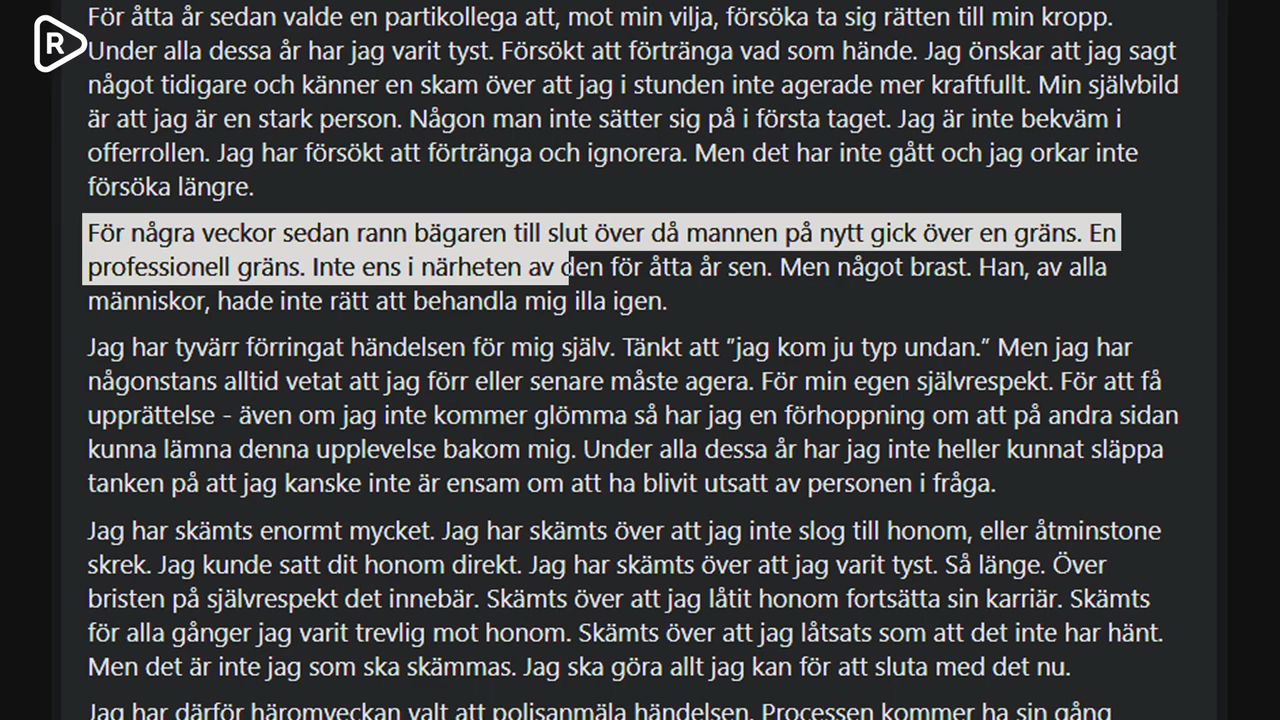 För åtta år sedan valde en partikollega att, mot min vilja, försöka ta sig rätten till min kropp.
R
Under alla dessa år har jag varit tyst. Försökt att förtränga vad som hände. Jag önskar att jag sagt
något tidigare och känner en skam över att jag i stunden inte agerade mer kraftfullt. Min självbild
är att jag är en stark person. Någon man inte sätter sig på i första taget. Jag är inte bekväm i
offerrollen. Jag har försökt att förtränga och ignorera. Men det har inte gått och jag orkar inte
försöka längre.
För några veckor sedan rann bägaren till slut över då mannen på nytt gick över en gräns. En
professionell gräns. Inte ens i närheten av den för åtta år sen. Men något brast. Han, av alla
människor, hade inte rätt att behandla mig illa igen.
Jag har tyvärr förringat händelsen för mig själv. Tänkt att ”jag kom ju typ undan.“ Men jag har
någonstans alltid vetat att jag förr eller senare måste agera. För min egen självrespekt. För att få
upprättelse - även om jag inte kommer glömma så har jag en förhoppning om att på andra sidan
kunna lämna denna upplevelse bakom mig. Under alla dessa år har jag inte heller kunnat släppa
tanken på att jag kanske inte är ensam om att ha blivit utsatt av personen i fråga.
Jag har skämts enormt mycket. Jag har skämts över att jag inte slog till honom, eller åtminstone
skrek. Jag kunde satt dit honom direkt. Jag har skämts över att jag varit tyst. Så länge. Över
bristen på självrespekt det innebär. Skämts över att jag låtit honom fortsätta sin karriär. Skämts
för alla gånger jag varit trevlig mot honom. Skämts över att jag låtsats som att det inte har hänt.
Men det är inte jag som ska skämmas. Jag ska göra allt jag kan för att sluta med det nu.
Jag har därför häromveckan valt att polisanmäla händelsen. Processen kommer ha sin gång